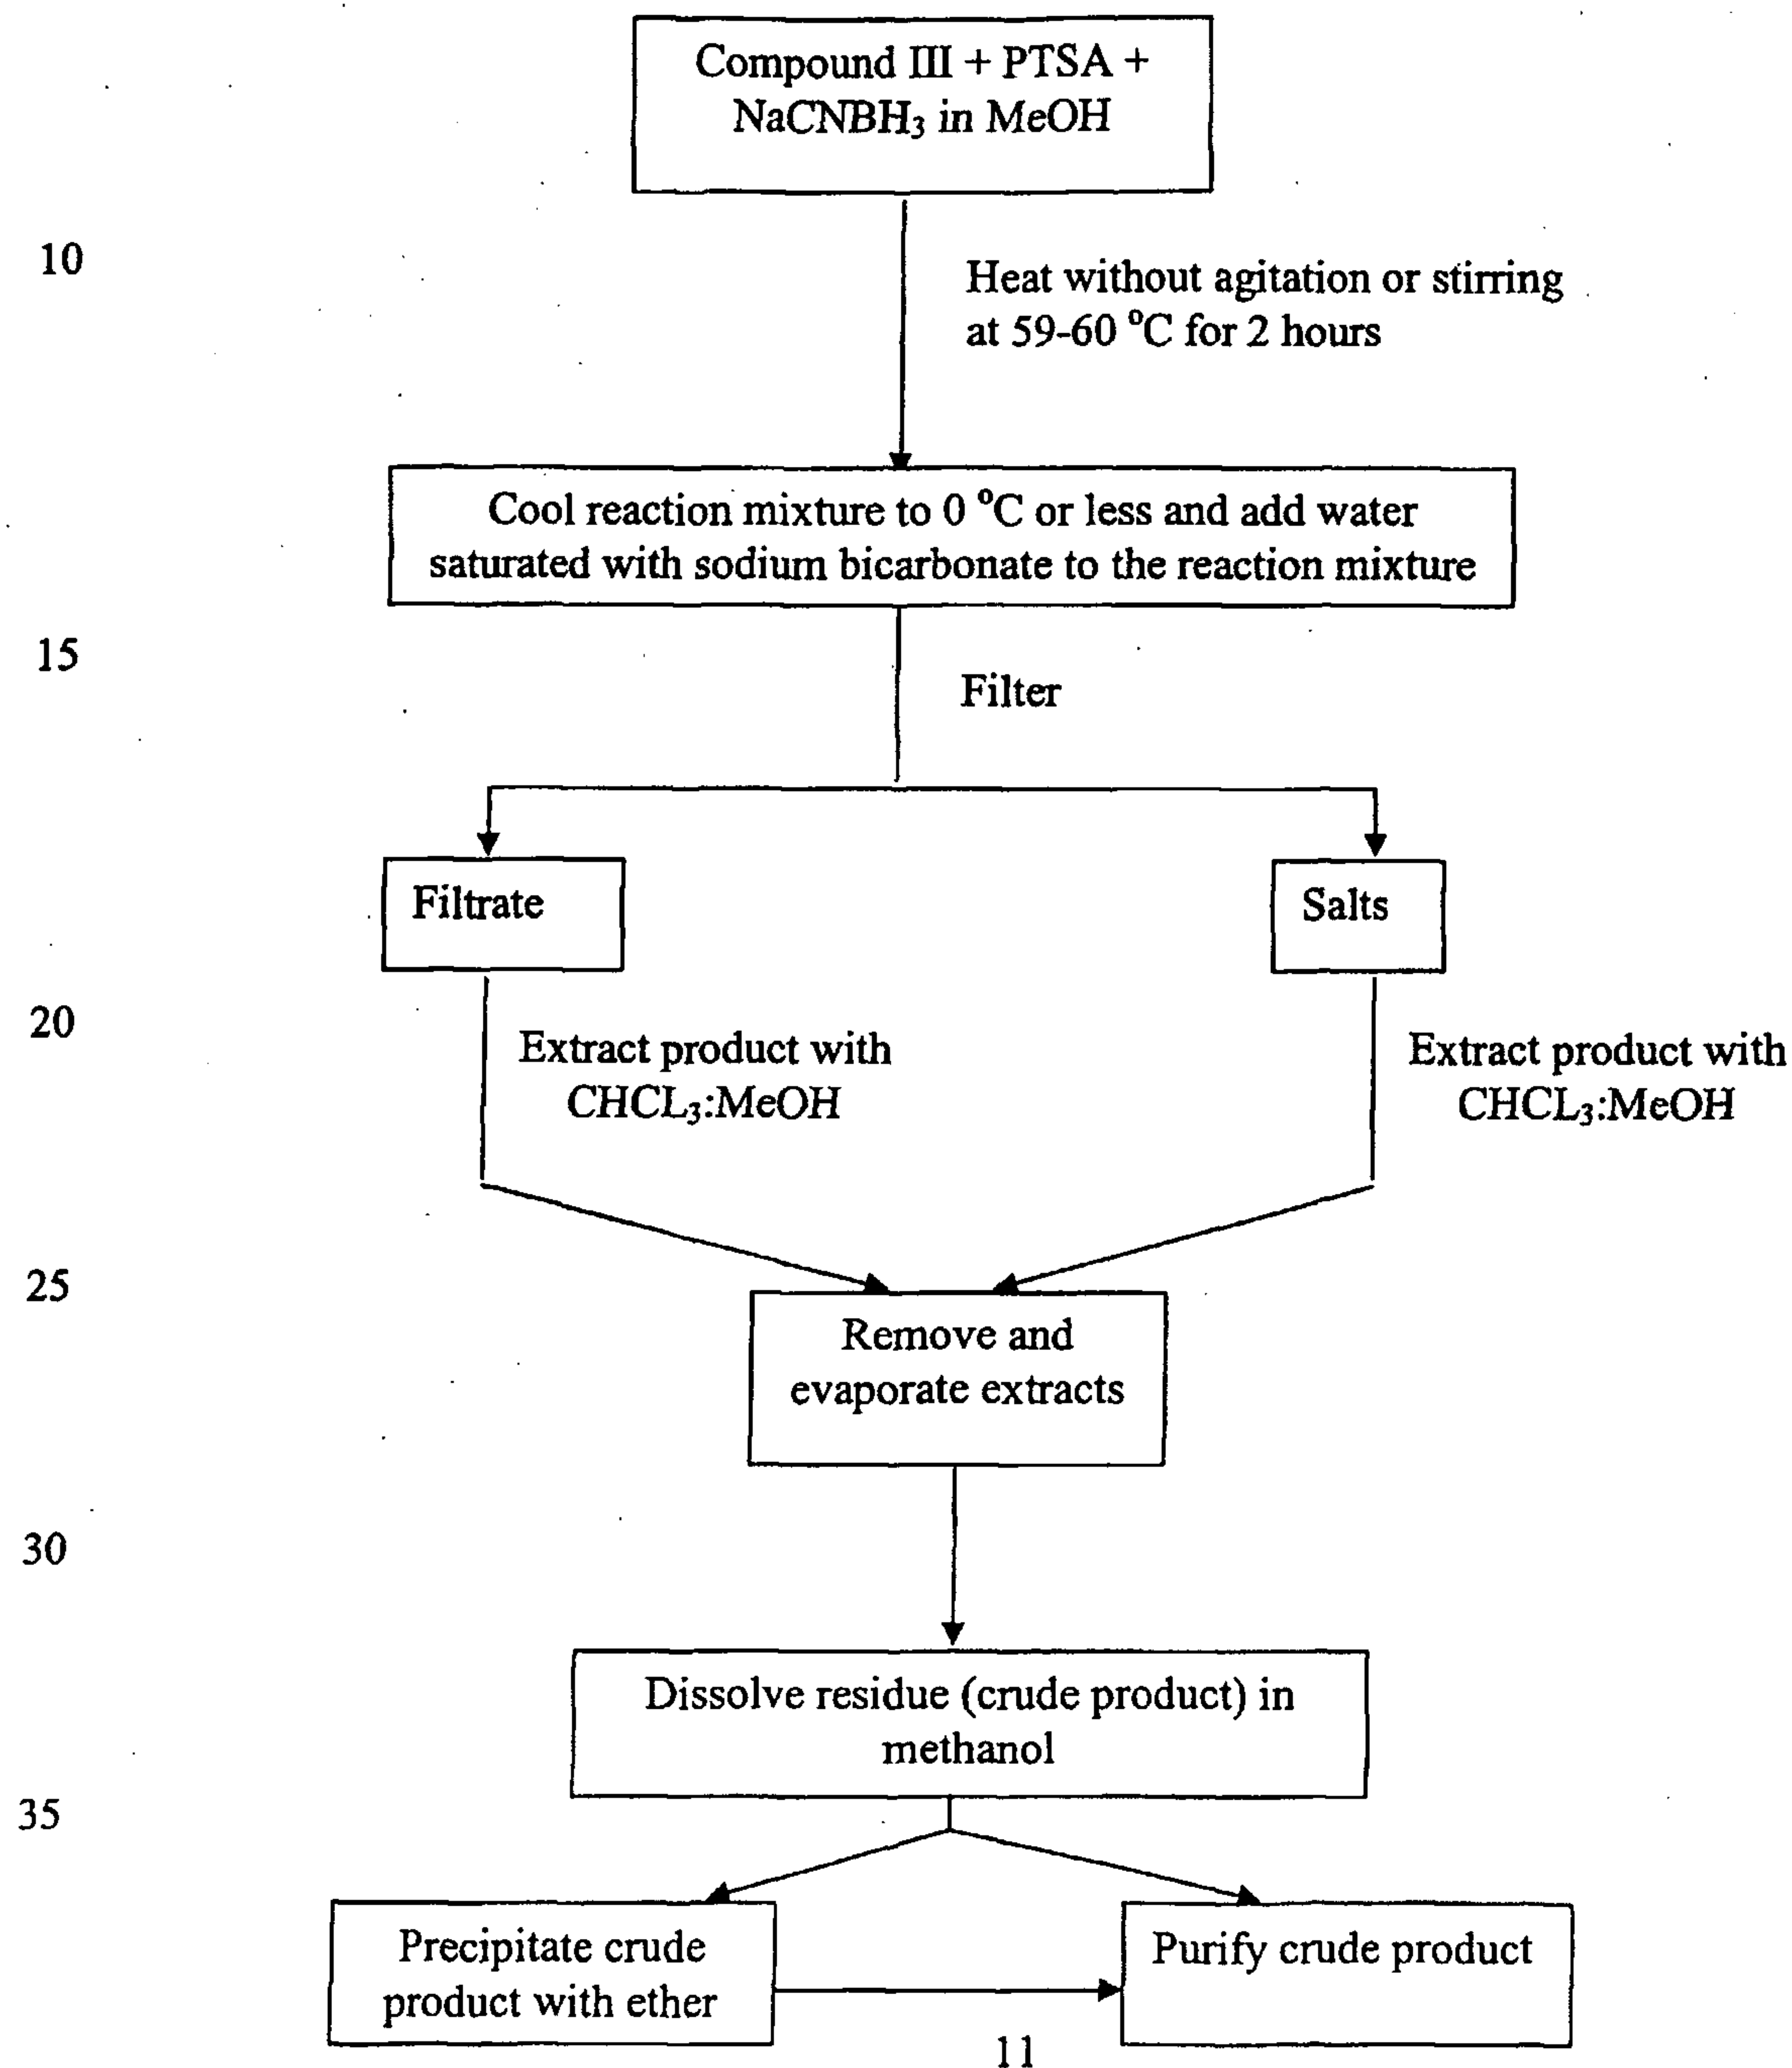 Compound III + PTSA +
NaCNBH₃ in MeOH
10
Heat without agitation or stirring
at 59-60 °C for 2 hours
Cool reaction mixture to 0 °C or less and add water
saturated with sodium bicarbonate to the reaction mixture
15
Filter
Filtrate
Salts
20
Extract product with
CHCL₃:MeOH
Extract product with
CHCL₃:MeOH
25
Remove and
evaporate extracts
30
Dissolve residue (crude product) in
methanol
35
Precipitate crude
product with ether
Purify crude product
11